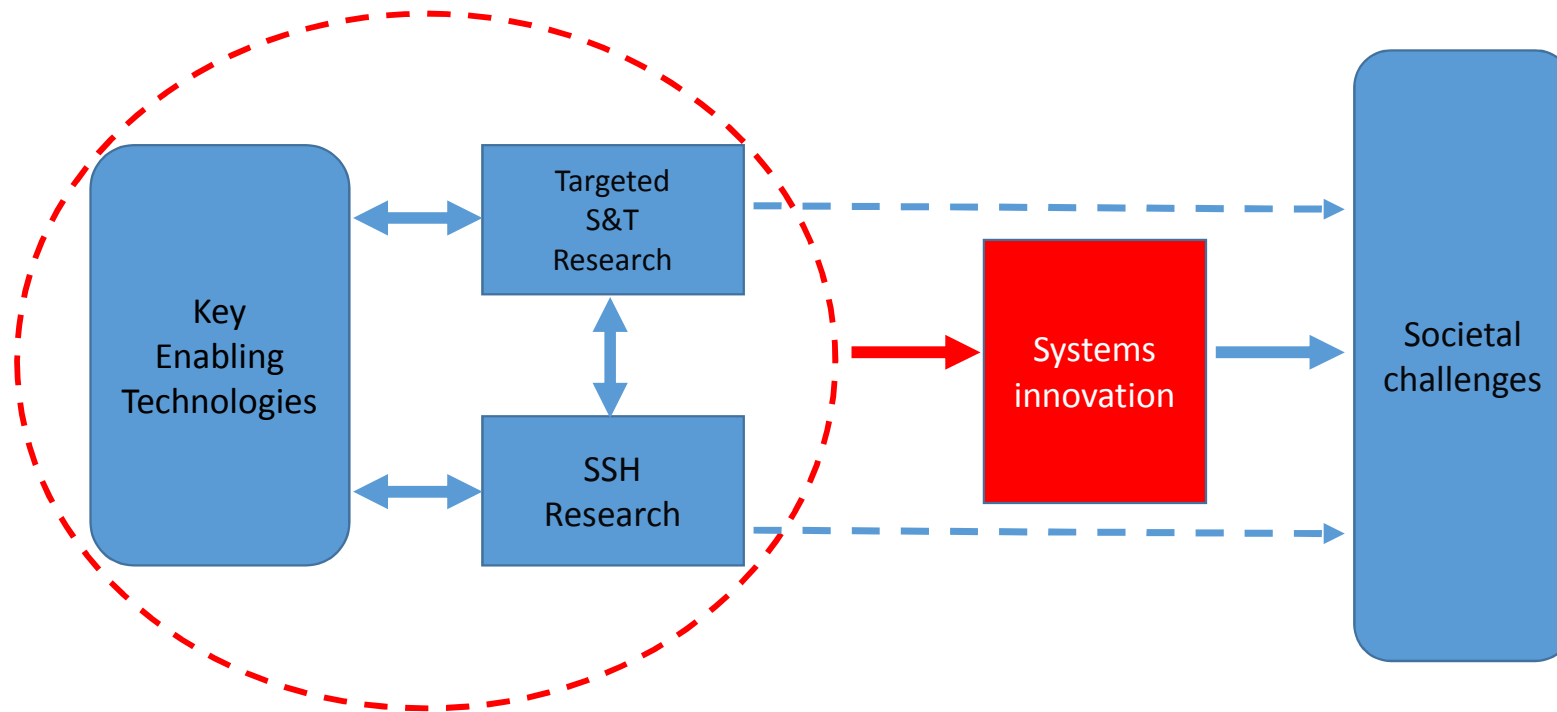 Key
Enabling
Technologies
Targeted
S&T
Research
SSH
Research
Systems
innovation
Societal
challenges